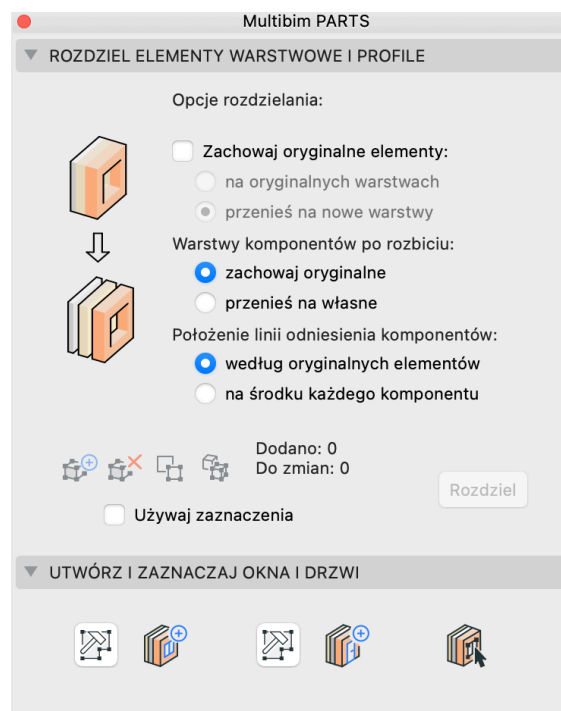 Multibim PARTS
ROZDZIEL ELEMENTY WARSTWOWE I PROFILE
Opcje rozdzielania:
Zachowaj oryginalne elementy:
na oryginalnych warstwach
przenieś na nowe warstwy
Warstwy komponentów po rozbiciu:
zachowaj oryginalne
przenieś na własne
Położenie linii odniesienia komponentów:
według oryginalnych elementów
na środku każdego komponentu
Dodano: 0
Do zmian: 0
Rozdziel
Używaj zaznaczenia
UTWÓRZ I ZAZNACZAJ OKNA I DRZWI